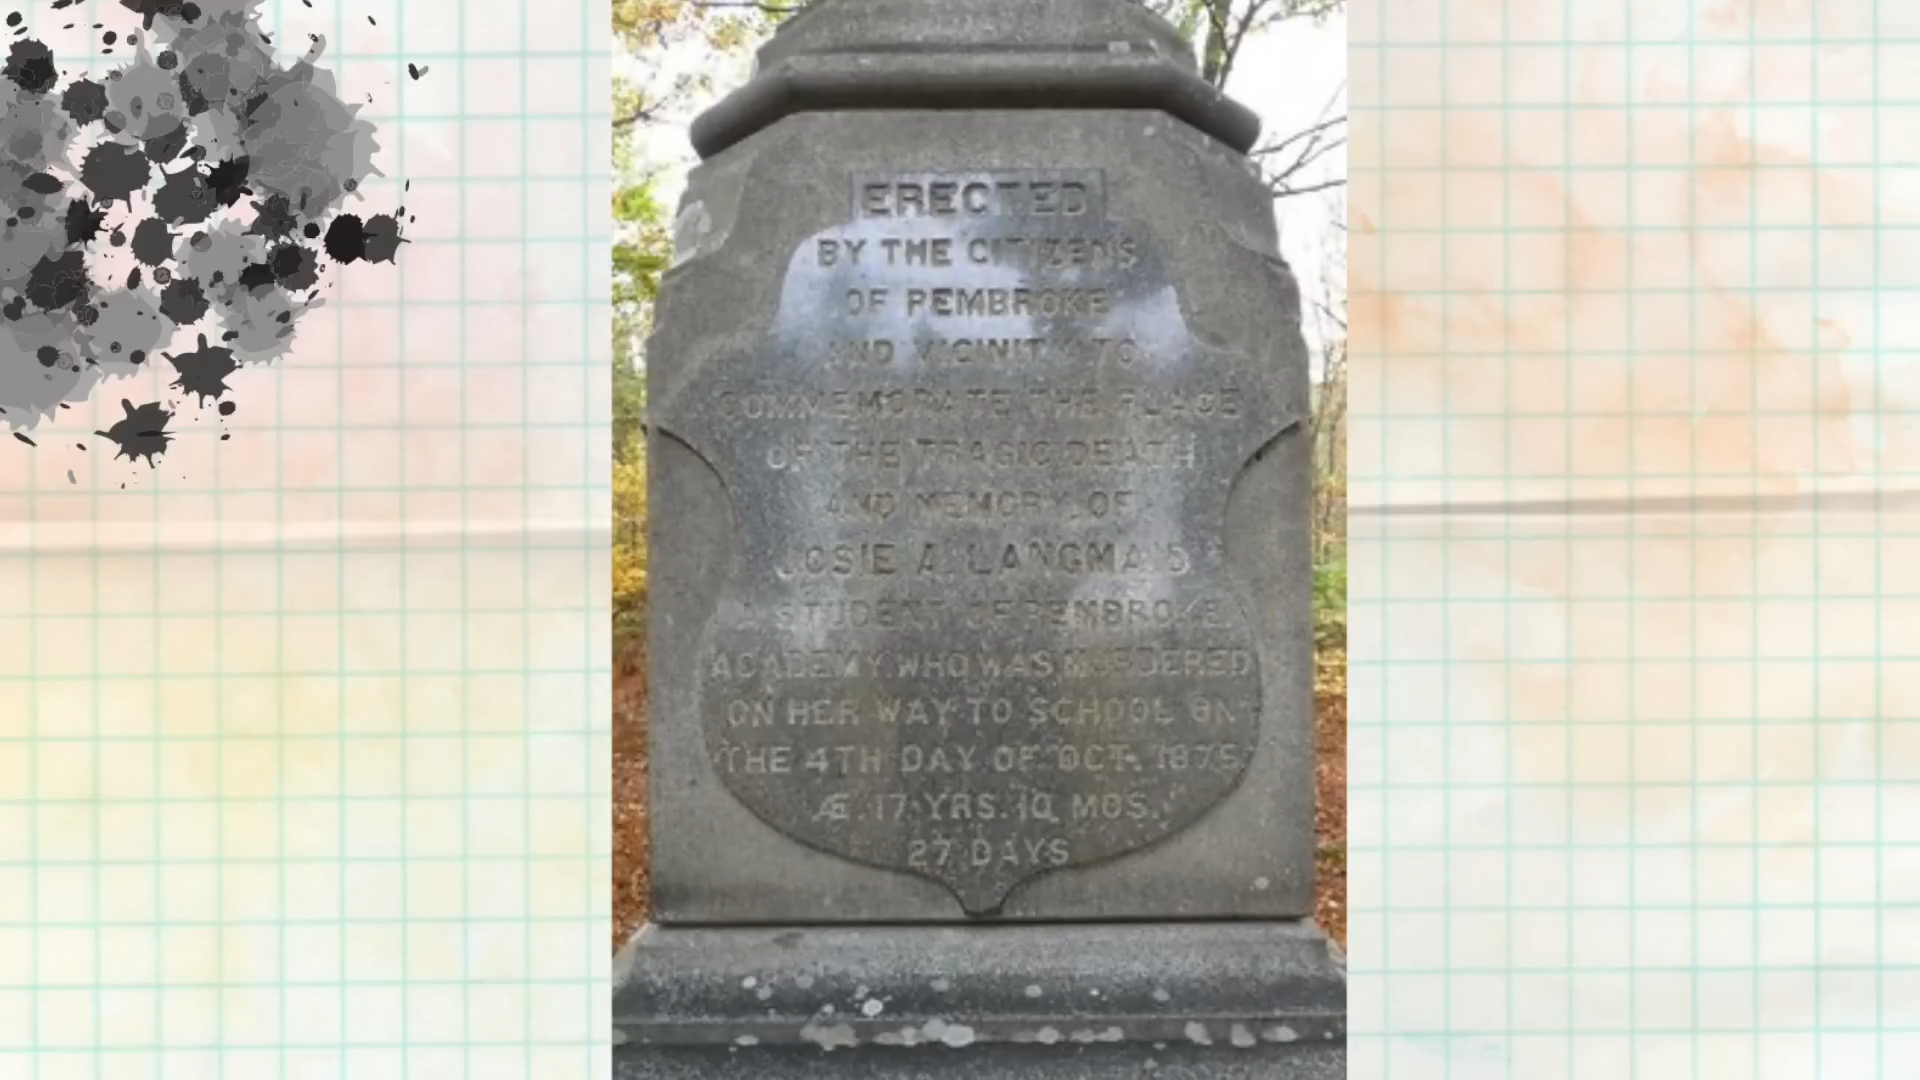 ERECTED
BY THE CITIZENS
OF PEMBROKE
AND VICINITY TO
COMMEMORATE THE PLACE
OF THE TRAGIC DEATH
AND MEMORY OF
JOSIE A. LANGMAID
A STUDENT OF PEMBROKE
ACADEMY WHO WAS MURDERED
ON HER WAY TO SCHOOL ON
THE 4TH DAY OF OCT. 1875.
Æ. 17 YRS. 10 MOS.
27 DAYS